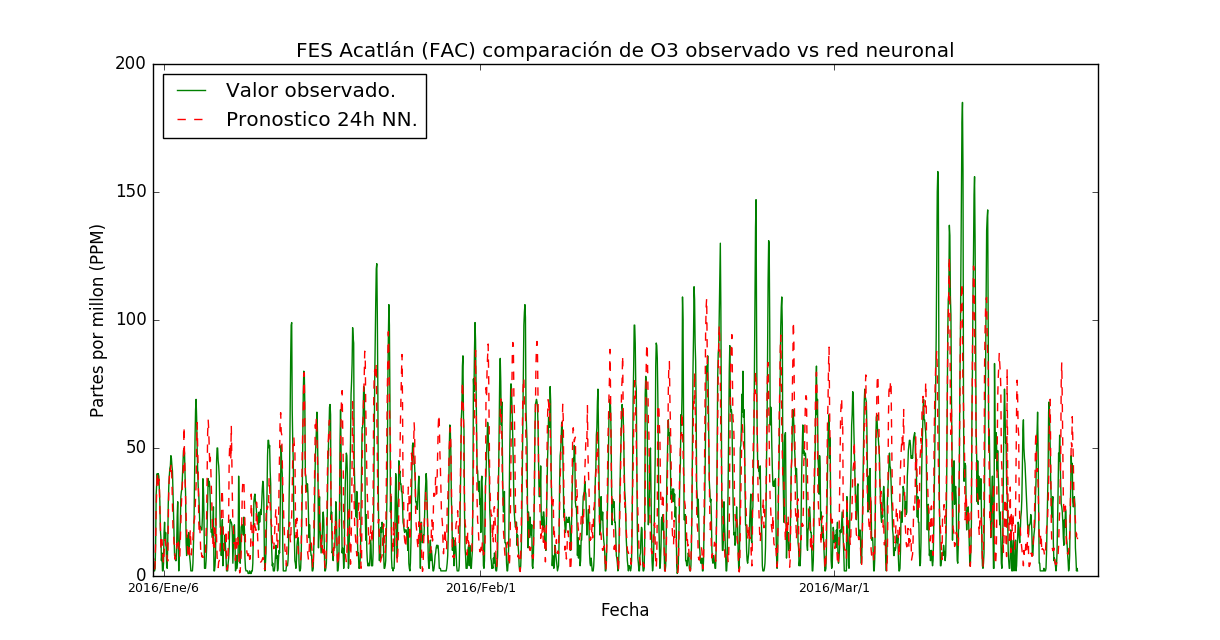 FES Acatlán (FAC) comparación de O3 observado vs red neuronal
200
Valor observado.
Pronostico 24h NN.
150
Partes por millon (PPM)
100
50
0
2016/Ene/6
2016/Feb/1
2016/Mar/1
Fecha